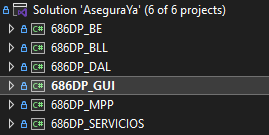 Solution 'AseguraYa' (6 of 6 projects)
C# 686DP_BE
C# 686DP_BLL
C# 686DP_DAL
C# 686DP_GUI
C# 686DP_MPP
C# 686DP_SERVICIOS